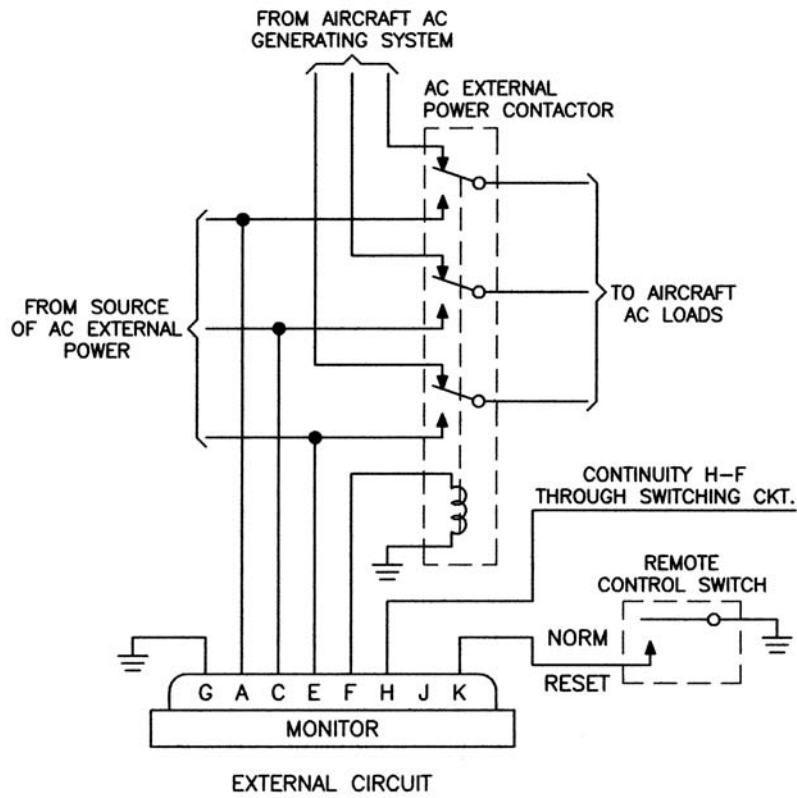 FROM AIRCRAFT AC
GENERATING SYSTEM
AC EXTERNAL
POWER CONTACTOR
FROM SOURCE
OF AC EXTERNAL
POWER
TO AIRCRAFT
AC LOADS
CONTINUITY H-F
THROUGH SWITCHING CKT.
REMOTE
CONTROL SWITCH
NORM
RESET
G A C E F H J K
MONITOR
EXTERNAL CIRCUIT